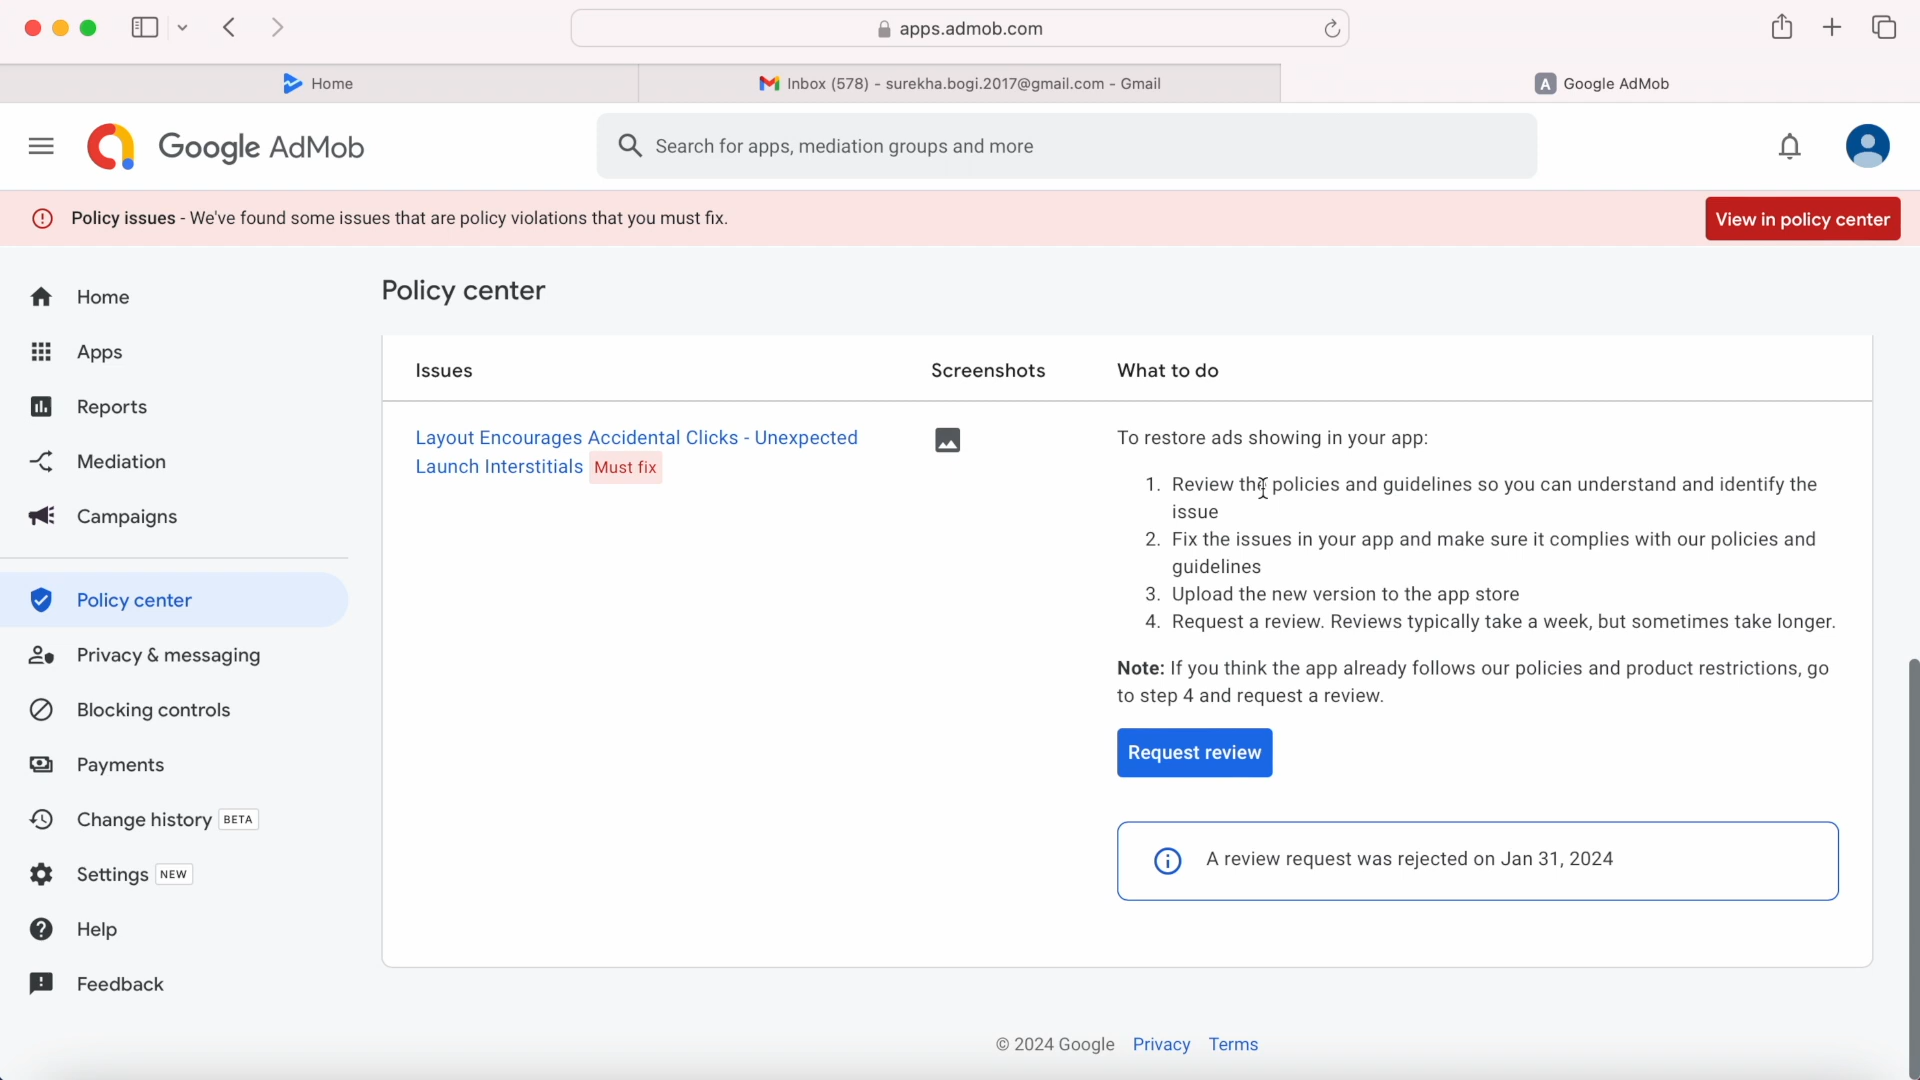 apps.admob.com
Home
Inbox (578) - surekha.bogi.2017@gmail.com - Gmail
A Google AdMob
Google AdMob
Search for apps, mediation groups and more
Policy issues - We've found some issues that are policy violations that you must fix.
View in policy center
Home
Apps
Reports
Mediation
Campaigns
Policy center
Privacy & messaging
Blocking controls
Payments
Change history BETA
Settings NEW
Help
Feedback
Policy center
Issues
Screenshots
What to do
Layout Encourages Accidental Clicks - Unexpected
Launch Interstitials Must fix
To restore ads showing in your app:
1. Review the policies and guidelines so you can understand and identify the
issue
2. Fix the issues in your app and make sure it complies with our policies and
guidelines
3. Upload the new version to the app store
4. Request a review. Reviews typically take a week, but sometimes take longer.
Note: If you think the app already follows our policies and product restrictions, go
to step 4 and request a review.
Request review
A review request was rejected on Jan 31, 2024
© 2024 Google Privacy Terms